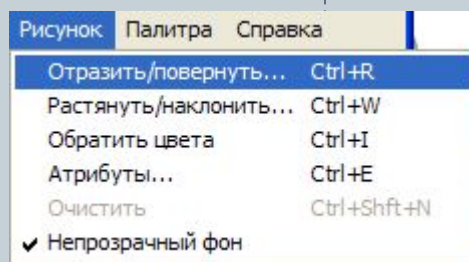 Рисунок Палитра Справка
Отразить/повернуть... Ctrl+R
Растянуть/наклонить... Ctrl+W
Обратить цвета Ctrl+I
Атрибуты... Ctrl+E
Очистить Ctrl+Shft+N
Непрозрачный фон